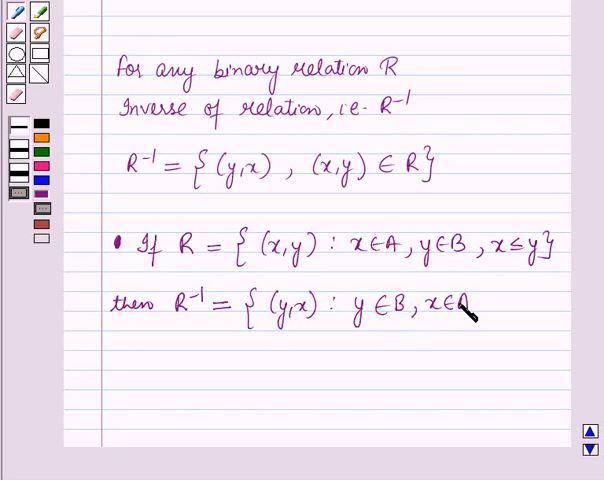 For any binary relation R
Inverse of relation, i.e. R⁻¹
R⁻¹ = { (y,x) , (x,y) ∈ R}
• If R = { (x,y) : x∈A, y∈B , x≤y}
then R⁻¹ = { (y,x) : y ∈B, x∈A